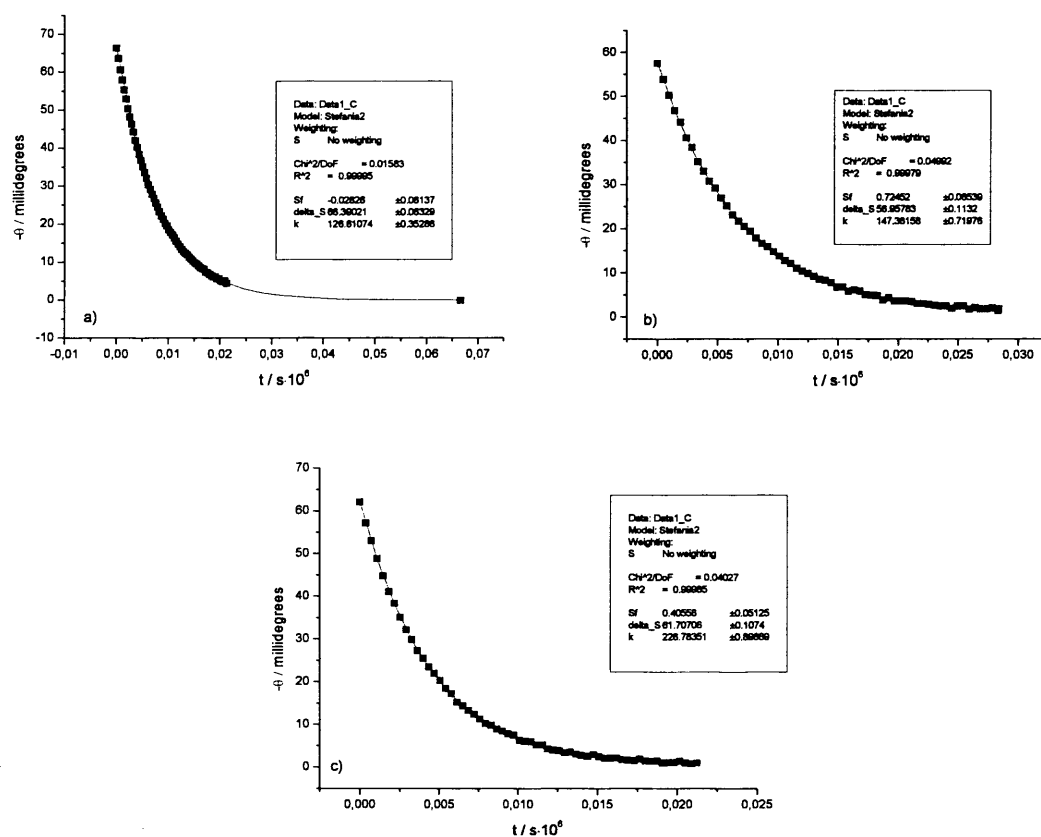 70
60
50
40
30
20
10
0
-10
-θ / millidegrees
a)
-0,01 0,00 0,01 0,02 0,03 0,04 0,05 0,06 0,07
t / s·10⁶
Data: Data1_C
Model: Stefania2
Weighting:
S No weighting
Chi^2/DoF = 0.01583
R^2 = 0.99995
Sf -0.02826 ±0.06137
delta_S 66.39021 ±0.06329
k 126.61074 ±0.35286
60
50
40
30
20
10
0
-θ / millidegrees
b)
0,000 0,005 0,010 0,015 0,020 0,025 0,030
t / s·10⁶
Data: Data1_C
Model: Stefania2
Weighting:
S No weighting
Chi^2/DoF = 0.04992
R^2 = 0.99979
Sf 0.72452 ±0.06539
delta_S 56.95783 ±0.1132
k 147.36158 ±0.71976
70
60
50
40
30
20
10
0
-θ / millidegrees
c)
0,000 0,005 0,010 0,015 0,020 0,025
t / s·10⁶
Data: Data1_C
Model: Stefania2
Weighting:
S No weighting
Chi^2/DoF = 0.04027
R^2 = 0.99985
Sf 0.40556 ±0.05125
delta_S 61.70706 ±0.1074
k 226.78351 ±0.89869